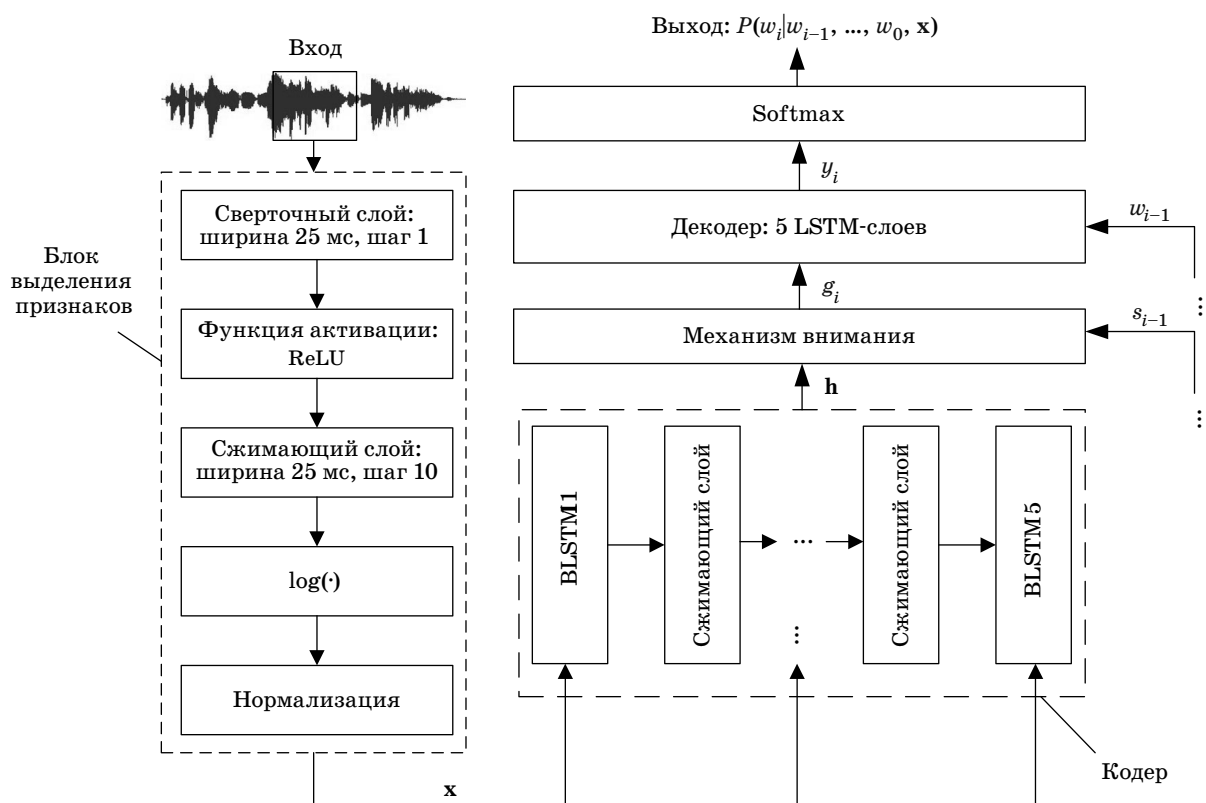 Вход
Сверточный слой:
ширина 25 мс, шаг 1
Блок
выделения
признаков
Функция активации:
ReLU
Сжимающий слой:
ширина 25 мс, шаг 10
log(·)
Нормализация
x
Выход: P(w_i|w_{i–1}, ..., w_0, x)
Softmax
y_i
Декодер: 5 LSTM-слоев
w_{i–1}
...
g_i
Механизм внимания
s_{i–1}
...
h
BLSTM1
Сжимающий слой
...
...
Сжимающий слой
BLSTM5
Кодер